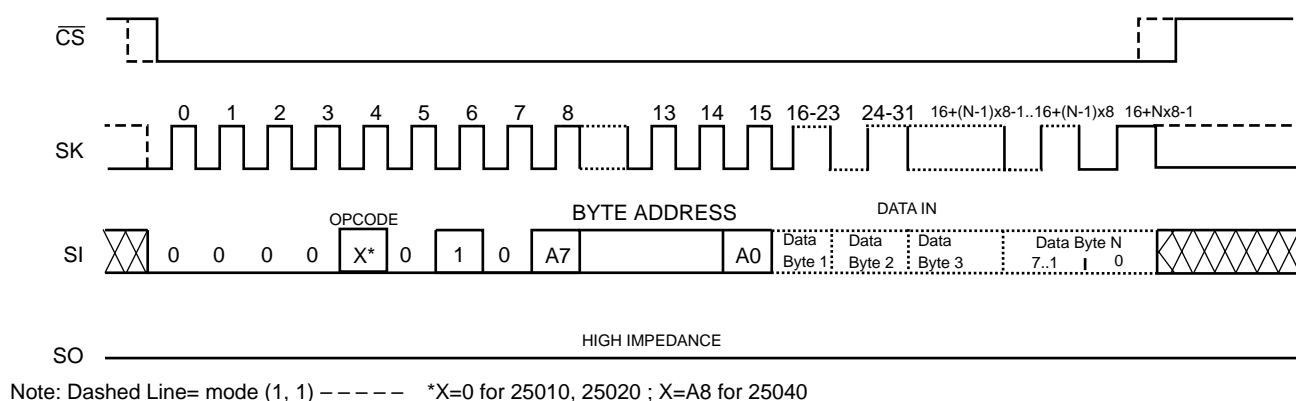 CS
0 1 2 3 4 5 6 7 8 13 14 15 16-23 24-31 16+(N-1)x8-1..16+(N-1)x8 16+Nx8-1
SK
OPCODE BYTE ADDRESS DATA IN
SI 0 0 0 0 X* 0 1 0 A7 A0
Data Byte 1
Data Byte 2
Data Byte 3
Data Byte N
7..1 0
HIGH IMPEDANCE
SO
Note: Dashed Line= mode (1, 1) – – – – – *X=0 for 25010, 25020 ; X=A8 for 25040